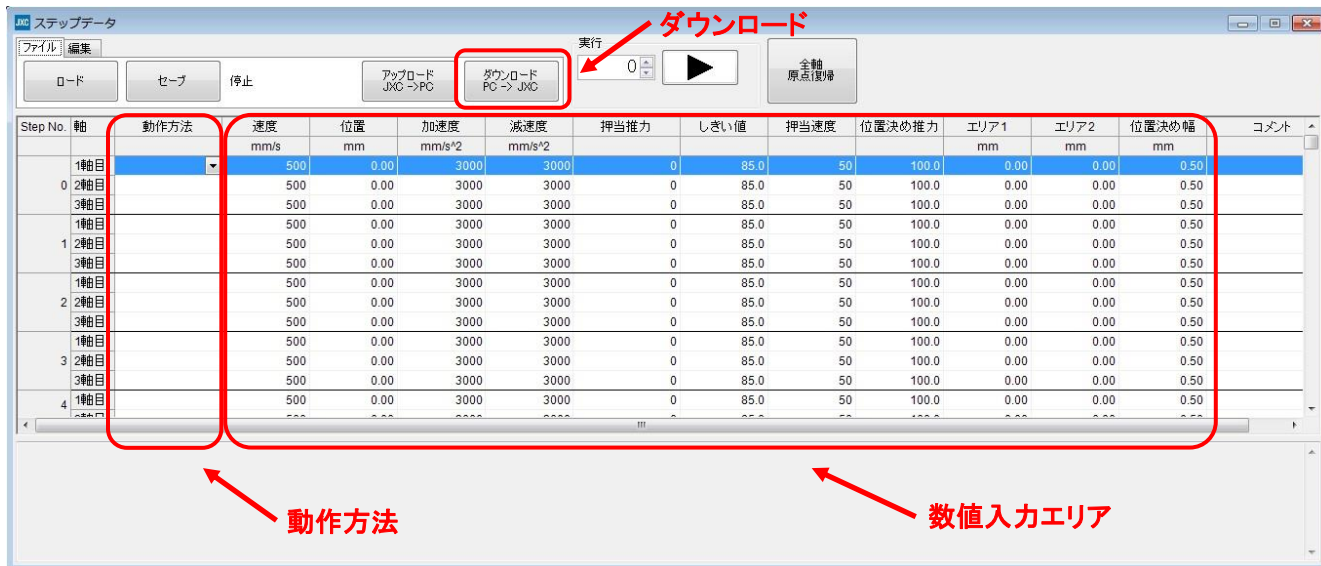 JXC ステップデータ
ダウンロード
ファイル 編集
実行
ロード セーブ 停止 アップロード ダウンロード 0 全軸
JXC ->PC PC -> JXC 原点復帰
Step No. 軸 動作方法 速度 位置 加速度 減速度 押当推力 しきい値 押当速度 位置決め推力 エリア1 エリア2 位置決め幅 コメント
mm/s mm mm/s^2 mm/s^2 mm mm mm
1軸目 500 0.00 3000 3000 0 85.0 50 100.0 0.00 0.00 0.50
0 2軸目 500 0.00 3000 3000 0 85.0 50 100.0 0.00 0.00 0.50
3軸目 500 0.00 3000 3000 0 85.0 50 100.0 0.00 0.00 0.50
1軸目 500 0.00 3000 3000 0 85.0 50 100.0 0.00 0.00 0.50
1 2軸目 500 0.00 3000 3000 0 85.0 50 100.0 0.00 0.00 0.50
3軸目 500 0.00 3000 3000 0 85.0 50 100.0 0.00 0.00 0.50
1軸目 500 0.00 3000 3000 0 85.0 50 100.0 0.00 0.00 0.50
2 2軸目 500 0.00 3000 3000 0 85.0 50 100.0 0.00 0.00 0.50
3軸目 500 0.00 3000 3000 0 85.0 50 100.0 0.00 0.00 0.50
1軸目 500 0.00 3000 3000 0 85.0 50 100.0 0.00 0.00 0.50
3 2軸目 500 0.00 3000 3000 0 85.0 50 100.0 0.00 0.00 0.50
3軸目 500 0.00 3000 3000 0 85.0 50 100.0 0.00 0.00 0.50
4 1軸目 500 0.00 3000 3000 0 85.0 50 100.0 0.00 0.00 0.50
動作方法
数値入力エリア